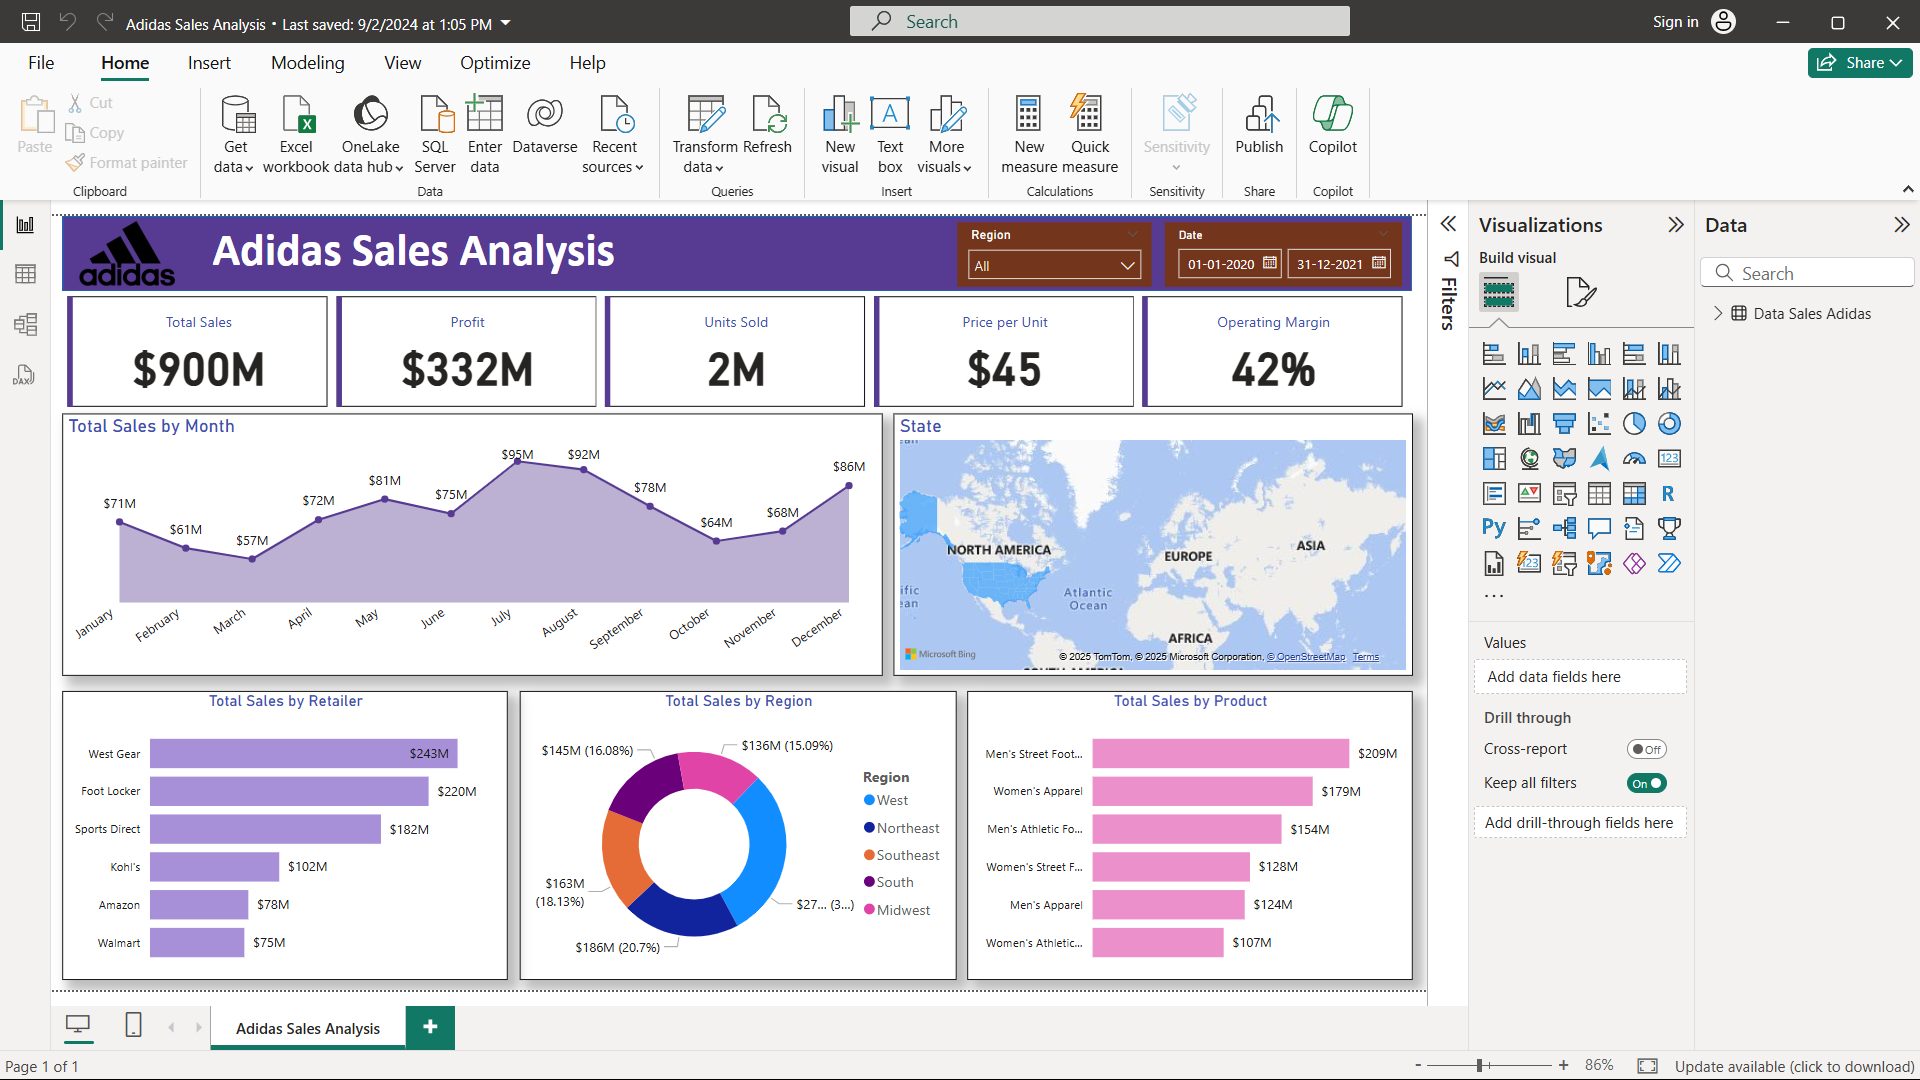 Adidas Sales Analysis • Last saved: 9/2/2024 at 1:05 PM
Search
Sign in
File
Home
Insert
Modeling
View
Optimize
Help
Share
Paste
Cut
Copy
Format painter
Clipboard
Get data
Excel workbook
OneLake data hub
SQL Server
Enter data
Dataverse
Recent sources
Data
Transform data
Refresh
Queries
New visual
Text box
More visuals
Insert
New measure
Quick measure
Calculations
Sensitivity
Sensitivity
Publish
Share
Copilot
Copilot
adidas
Adidas Sales Analysis
Region
All
Date
01-01-2020
31-12-2021
Total Sales
$900M
Profit
$332M
Units Sold
2M
Price per Unit
$45
Operating Margin
42%
Total Sales by Month
$71M
$61M
$57M
$72M
$81M
$75M
$95M
$92M
$78M
$64M
$68M
$86M
January
February
March
April
May
June
July
August
September
October
November
December
State
NORTH AMERICA
EUROPE
ASIA
Atlantic
Ocean
AFRICA
Microsoft Bing
© 2025 TomTom, © 2025 Microsoft Corporation, © OpenStreetMap Terms
Total Sales by Retailer
West Gear $243M
Foot Locker $220M
Sports Direct $182M
Kohl's $102M
Amazon $78M
Walmart $75M
Total Sales by Region
$145M (16.08%)
$136M (15.09%)
$163M
(18.13%)
$27... (3...)
$186M (20.7%)
Region
West
Northeast
Southeast
South
Midwest
Total Sales by Product
Men's Street Foot... $209M
Women's Apparel $179M
Men's Athletic Fo... $154M
Women's Street F... $128M
Men's Apparel $124M
Women's Athletic... $107M
Filters
Visualizations
Build visual
123
R
Py
123
...
Values
Add data fields here
Drill through
Cross-report
Off
Keep all filters
On
Add drill-through fields here
Data
Search
Data Sales Adidas
DAX
Adidas Sales Analysis
Page 1 of 1
- + 86%
Update available (click to download)